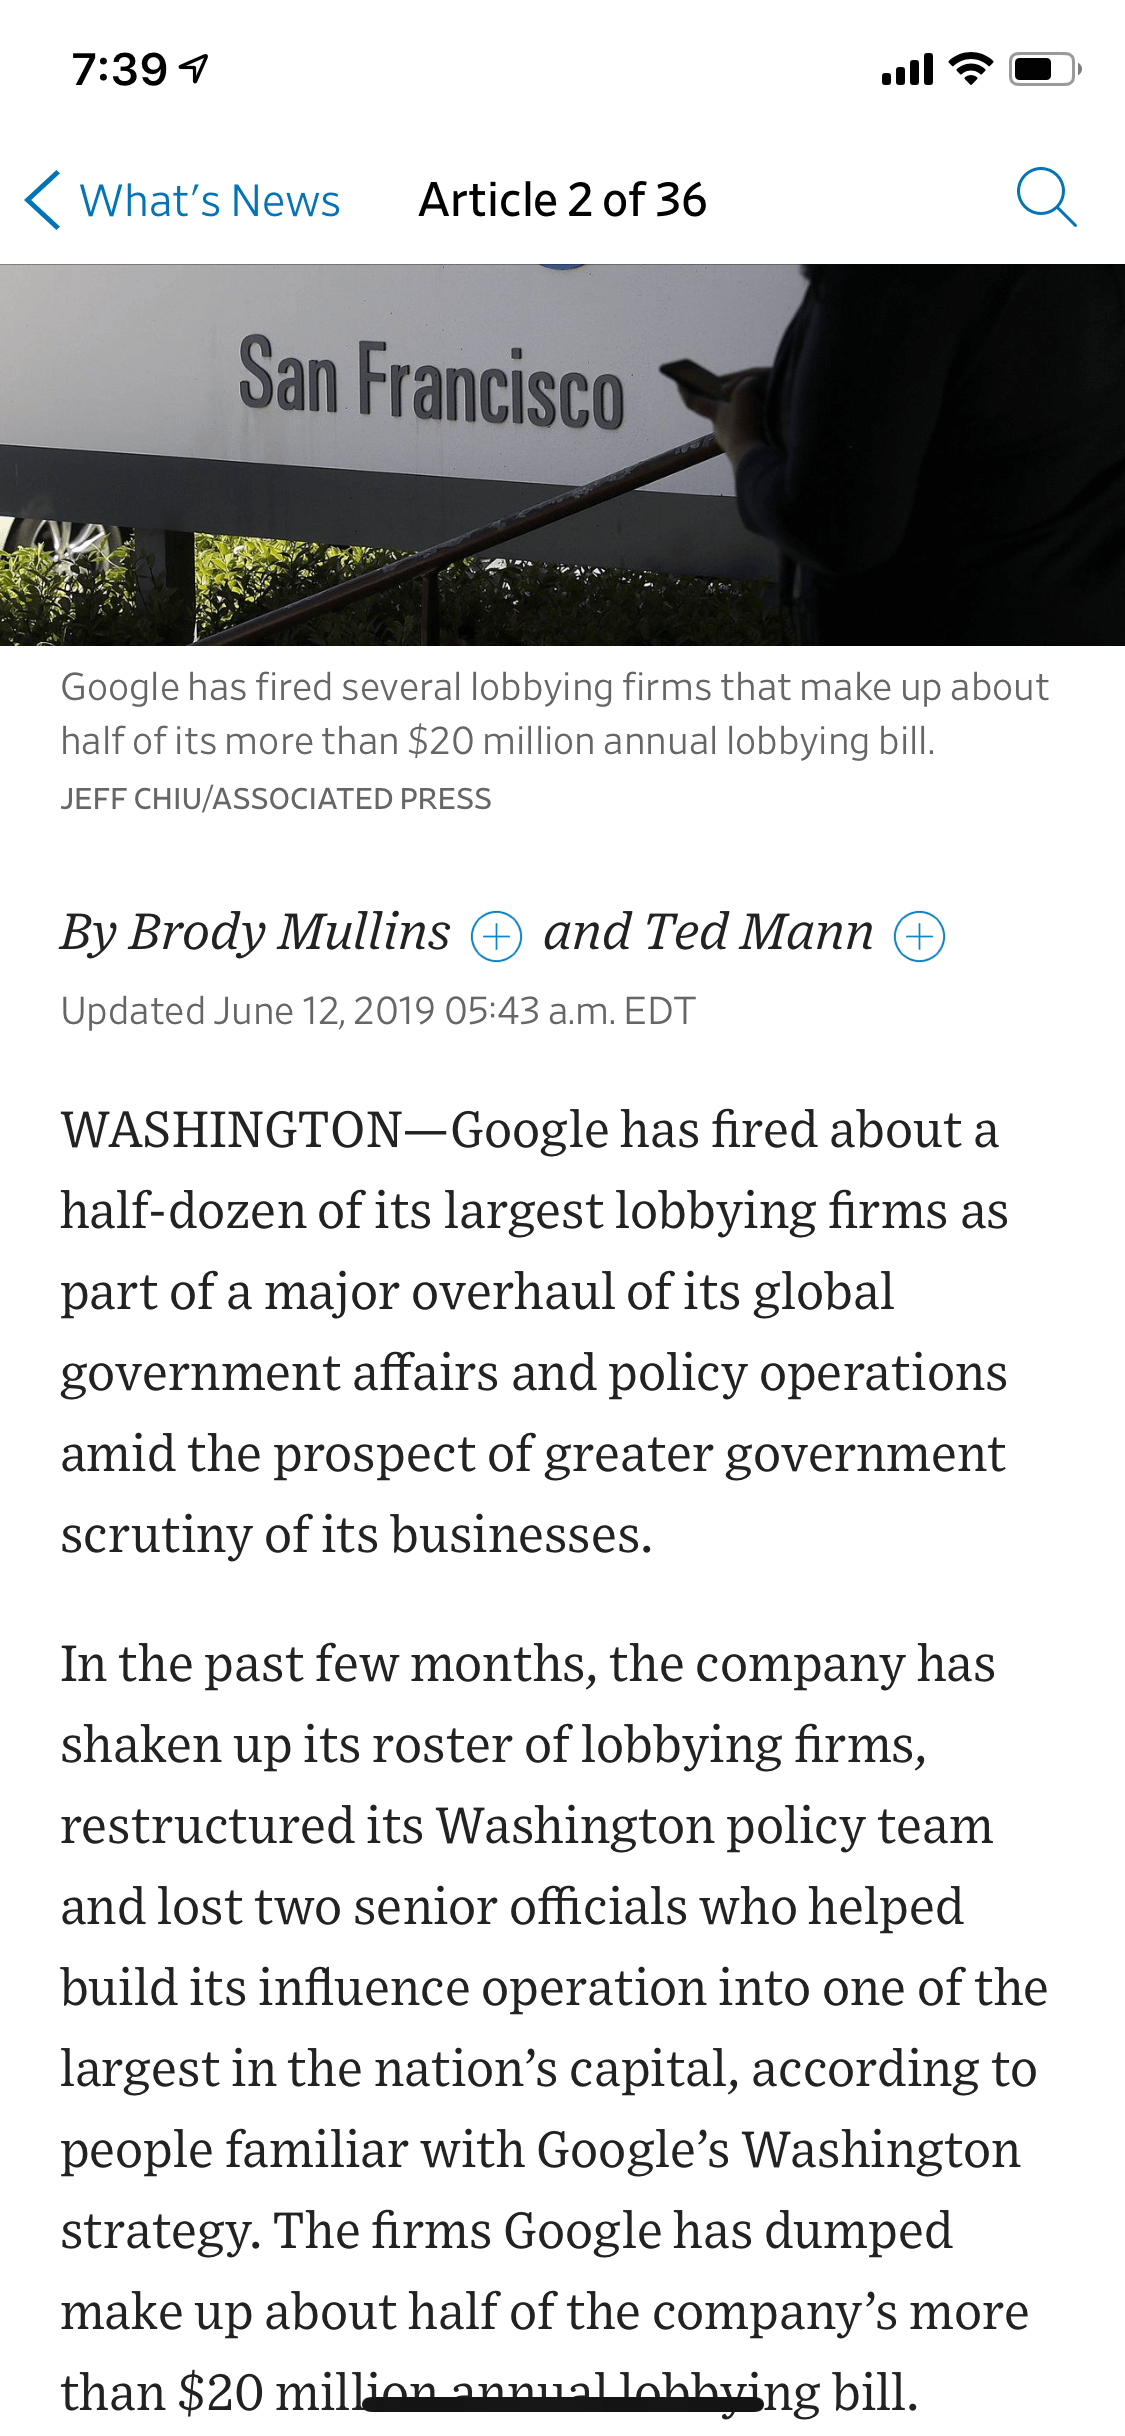 7:39
What's News
Article 2 of 36
San Francisco
Google has fired several lobbying firms that make up about
half of its more than $20 million annual lobbying bill.
JEFF CHIU/ASSOCIATED PRESS
By Brody Mullins and Ted Mann
Updated June 12, 2019 05:43 a.m. EDT
WASHINGTON—Google has fired about a
half-dozen of its largest lobbying firms as
part of a major overhaul of its global
government affairs and policy operations
amid the prospect of greater government
scrutiny of its businesses.
In the past few months, the company has
shaken up its roster of lobbying firms,
restructured its Washington policy team
and lost two senior officials who helped
build its influence operation into one of the
largest in the nation’s capital, according to
people familiar with Google’s Washington
strategy. The firms Google has dumped
make up about half of the company’s more
than $20 million annual lobbying bill.